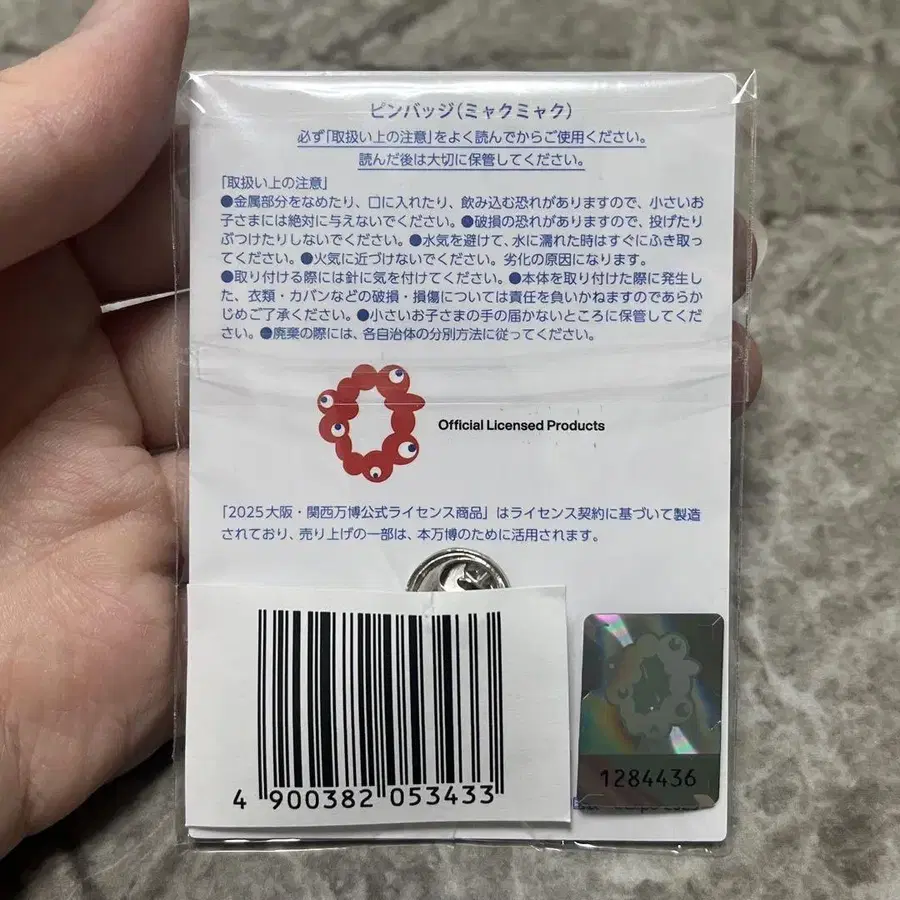 ピンバッジ(ミャクミャク)
必ず「取扱い上の注意」をよく読んでからご使用ください。
読んだ後は大切に保管してください。
「取扱い上の注意」
●金属部分をなめたり、口に入れたり、飲み込む恐れがありますので、小さいお
子さまには絶対に与えないでください。●破損の恐れがありますので、投げたり
ぶつけたりしないでください。●水気を避けて、水に濡れた時はすぐにふき取っ
てください。●火気に近づけないでください。劣化の原因になります。
●取り付ける際には針に気を付けてください。●本体を取り付けた際に発生し
た、衣類・カバンなどの破損・損傷については責任を負いかねますのであらか
じめご了承ください。●小さいお子さまの手の届かないところに保管してくだ
さい。●廃棄の際には、各自治体の分別方法に従ってください。
Official Licensed Products
「2025大阪・関西万博公式ライセンス商品」はライセンス契約に基づいて製造
されており、売り上げの一部は、本万博のために活用されます。
4 900382 053433
1284436